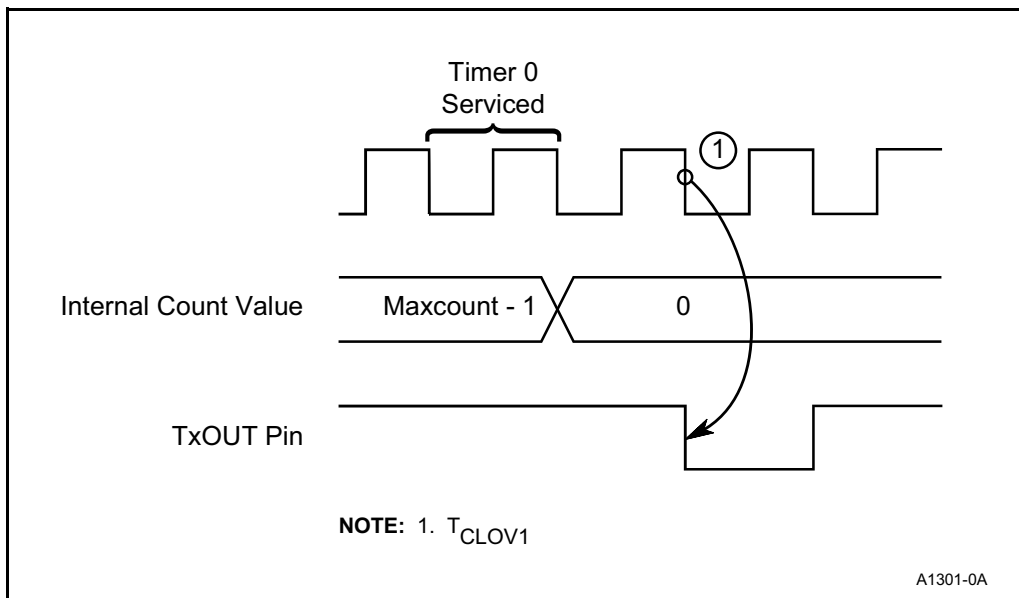 Timer 0
Serviced
1
Internal Count Value
Maxcount - 1
0
TxOUT Pin
NOTE: 1. TCLOV1
A1301-0A